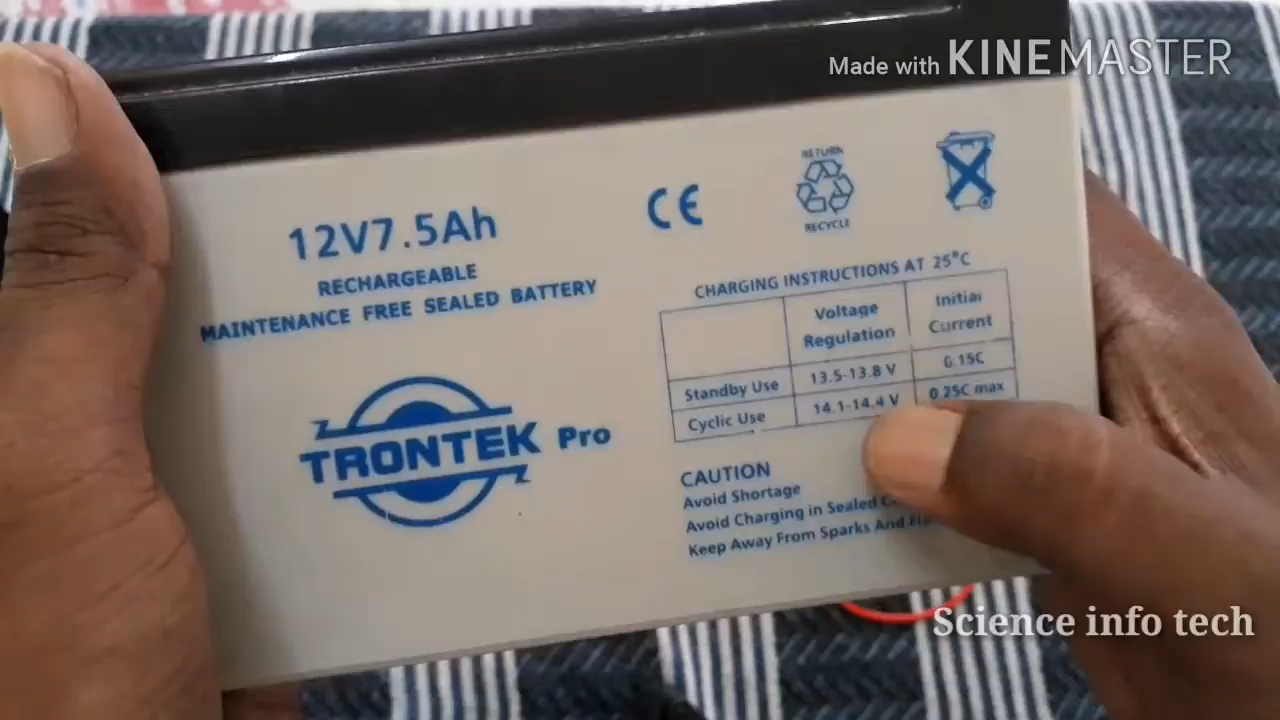 Made with KINEMASTER
12V7.5Ah
RECHARGEABLE
MAINTENANCE FREE SEALED BATTERY
TRONTEK Pro
CE
RETURN
RECYCLE
CHARGING INSTRUCTIONS AT 25°C
Voltage Regulation
Initial Current
Standby Use 13.5-13.8 V 0.15C
Cyclic Use 14.1-14.4 V 0.25C max
CAUTION
Avoid Shortage
Avoid Charging in Sealed
Keep Away From Sparks And
Science info tech